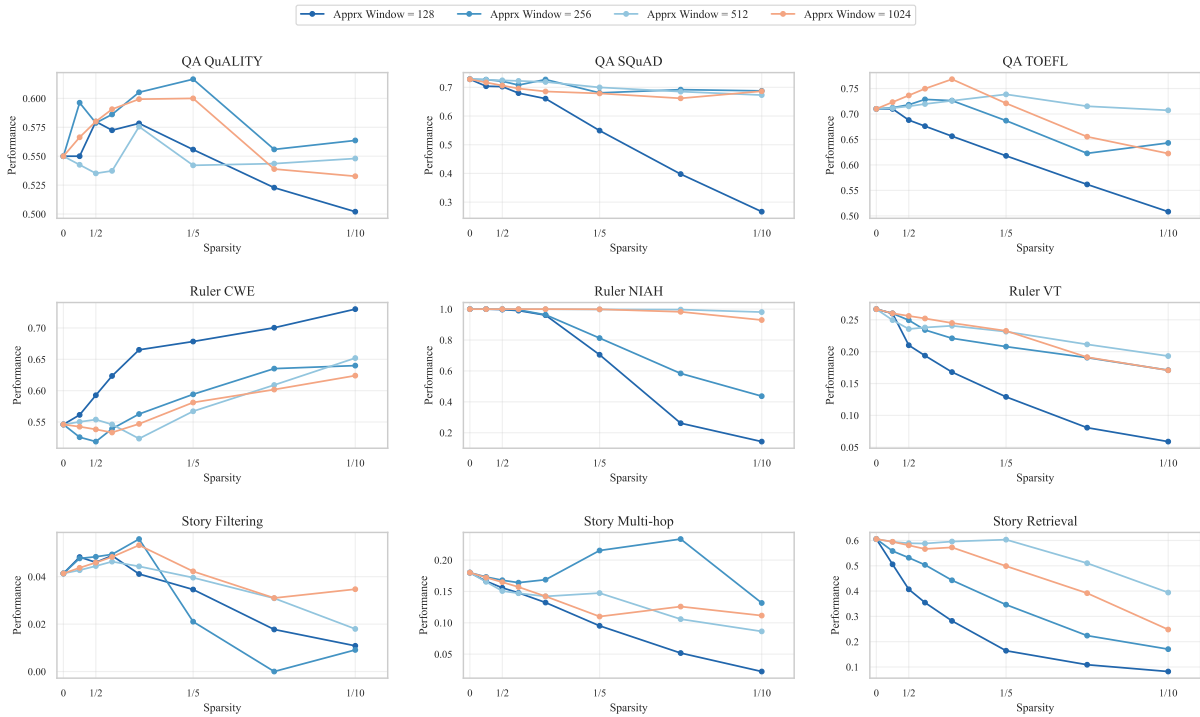 Apprx Window = 128 Apprx Window = 256 Apprx Window = 512 Apprx Window = 1024
QA QuALITY
Performance
0.600
0.575
0.550
0.525
0.500
0 1/2 1/5 1/10
Sparsity
QA SQuAD
Performance
0.7
0.6
0.5
0.4
0.3
0 1/2 1/5 1/10
Sparsity
QA TOEFL
Performance
0.75
0.70
0.65
0.60
0.55
0.50
0 1/2 1/5 1/10
Sparsity
Ruler CWE
Performance
0.70
0.65
0.60
0.55
0 1/2 1/5 1/10
Sparsity
Ruler NIAH
Performance
1.0
0.8
0.6
0.4
0.2
0 1/2 1/5 1/10
Sparsity
Ruler VT
Performance
0.25
0.20
0.15
0.10
0.05
0 1/2 1/5 1/10
Sparsity
Story Filtering
Performance
0.04
0.02
0.00
0 1/2 1/5 1/10
Sparsity
Story Multi-hop
Performance
0.20
0.15
0.10
0.05
0 1/2 1/5 1/10
Sparsity
Story Retrieval
Performance
0.6
0.5
0.4
0.3
0.2
0.1
0 1/2 1/5 1/10
Sparsity